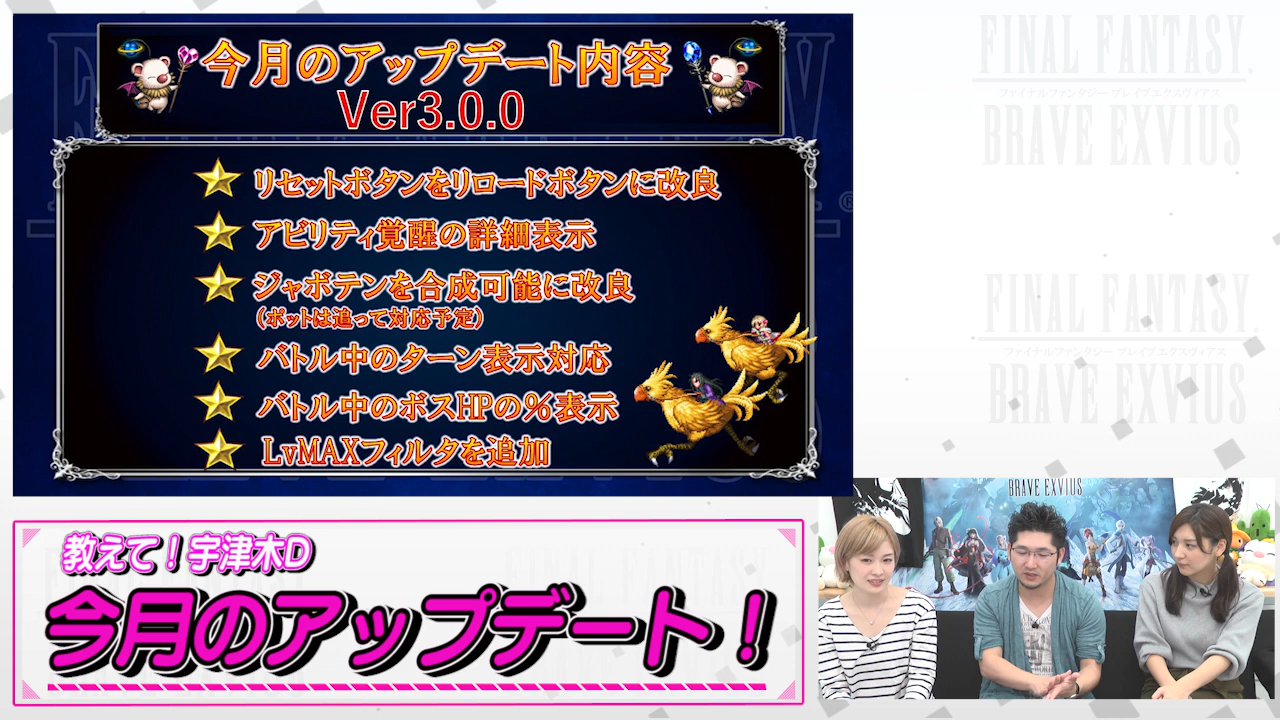 今月のアップデート内容
Ver3.0.0
リセットボタンをリロードボタンに改良
アビリティ覚醒の詳細表示
ジャボテンを合成可能に改良
(ポットは追って対応予定)
バトル中のターン表示対応
バトル中のボスHPの%表示
LvMAXフィルタを追加
教えて!宇津木D
今月のアップデート!
FINAL FANTASY
ファイナルファンタジー ブレイブエクスヴィアス
BRAVE EXVIUS
FINAL FANTASY
ファイナルファンタジー ブレイブエクスヴィアス
BRAVE EXVIUS
BRAVE EXVIUS